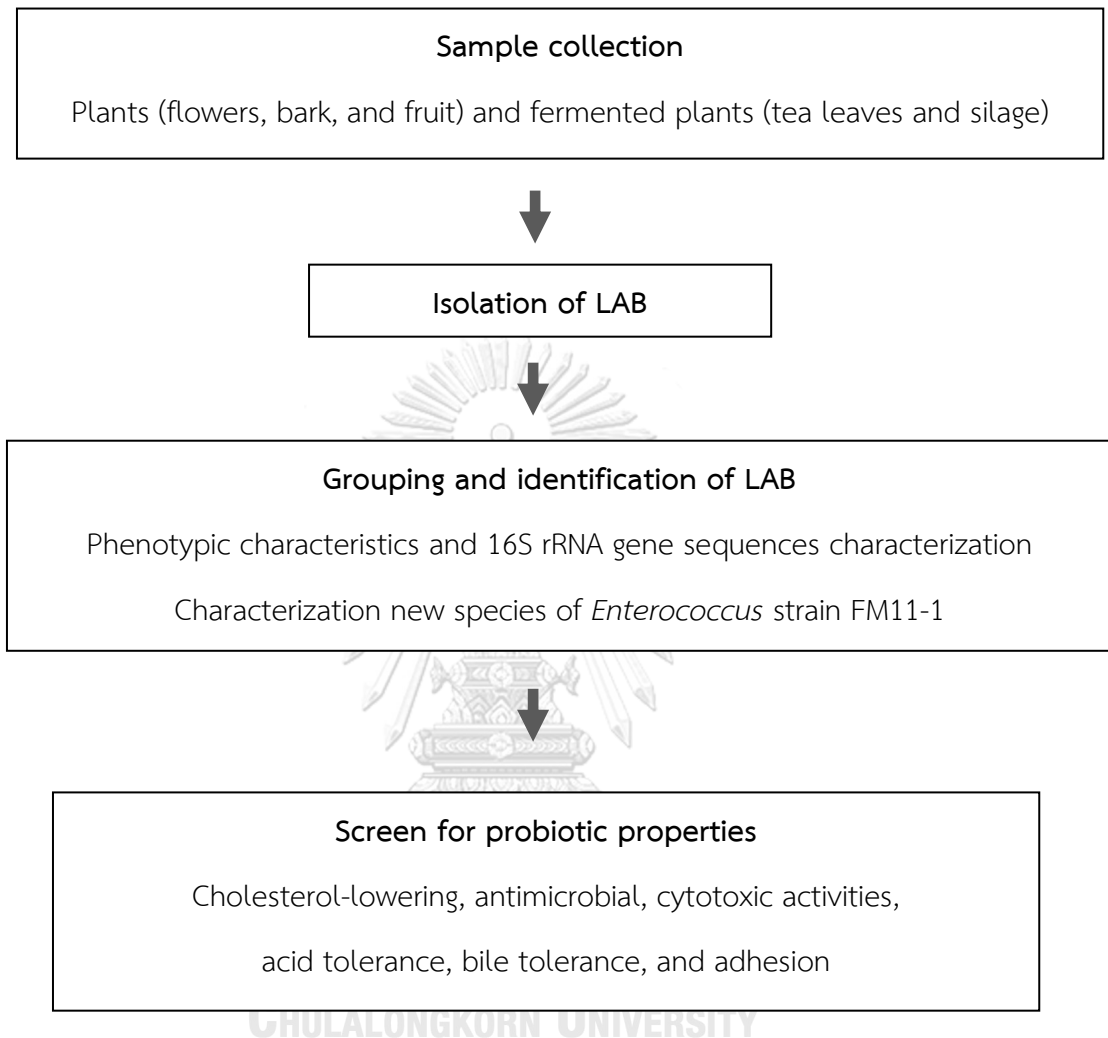 Sample collection
Plants (flowers, bark, and fruit) and fermented plants (tea leaves and silage)
Isolation of LAB
Grouping and identification of LAB
Phenotypic characteristics and 16S rRNA gene sequences characterization
Characterization new species of Enterococcus strain FM11-1
Screen for probiotic properties
Cholesterol-lowering, antimicrobial, cytotoxic activities,
acid tolerance, bile tolerance, and adhesion
CHULALONGKORN UNIVERSITY